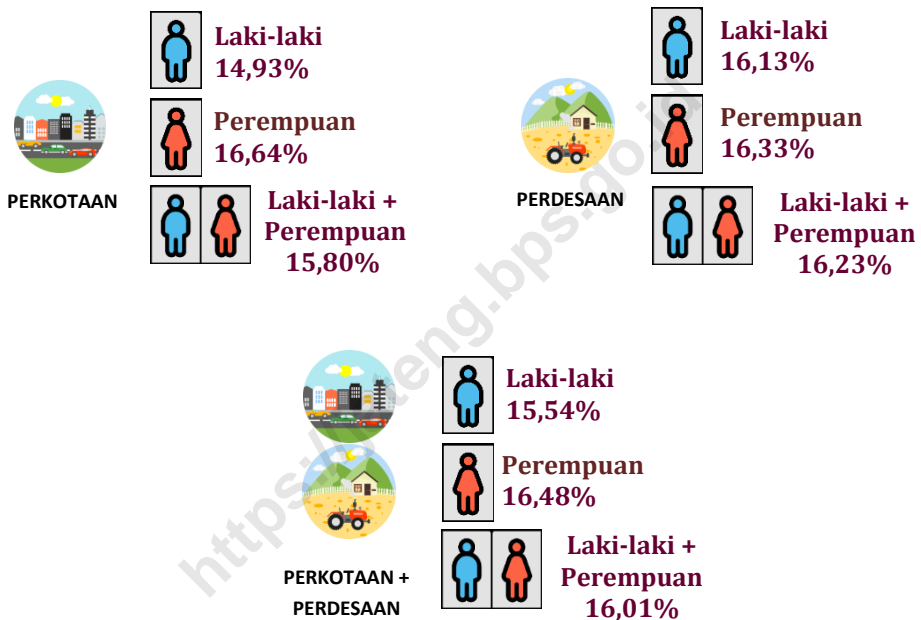 Laki-laki
14,93%
Perempuan
16,64%
PERKOTAAN
Laki-laki +
Perempuan
15,80%
Laki-laki
16,13%
Perempuan
16,33%
PERDESAAN
Laki-laki +
Perempuan
16,23%
Laki-laki
15,54%
Perempuan
16,48%
PERKOTAAN +
PERDESAAN
Laki-laki +
Perempuan
16,01%